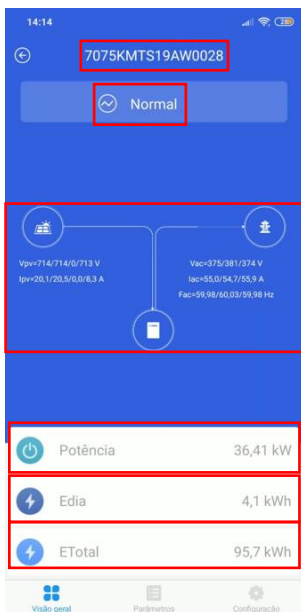 14:14
20
7075KMTS19AW0028
Normal
Vpv=714/714/0/713 V
Ipv=20,1/20,5/0,0/8,3 A
Vac=375/381/374 V
Iac=55,0/54,7/55,9 A
Fac=59,98/60,03/59,98 Hz
Potência 36,41 kW
Edia 4,1 kWh
ETotal 95,7 kWh
Visão geral Parâmetros Configuração